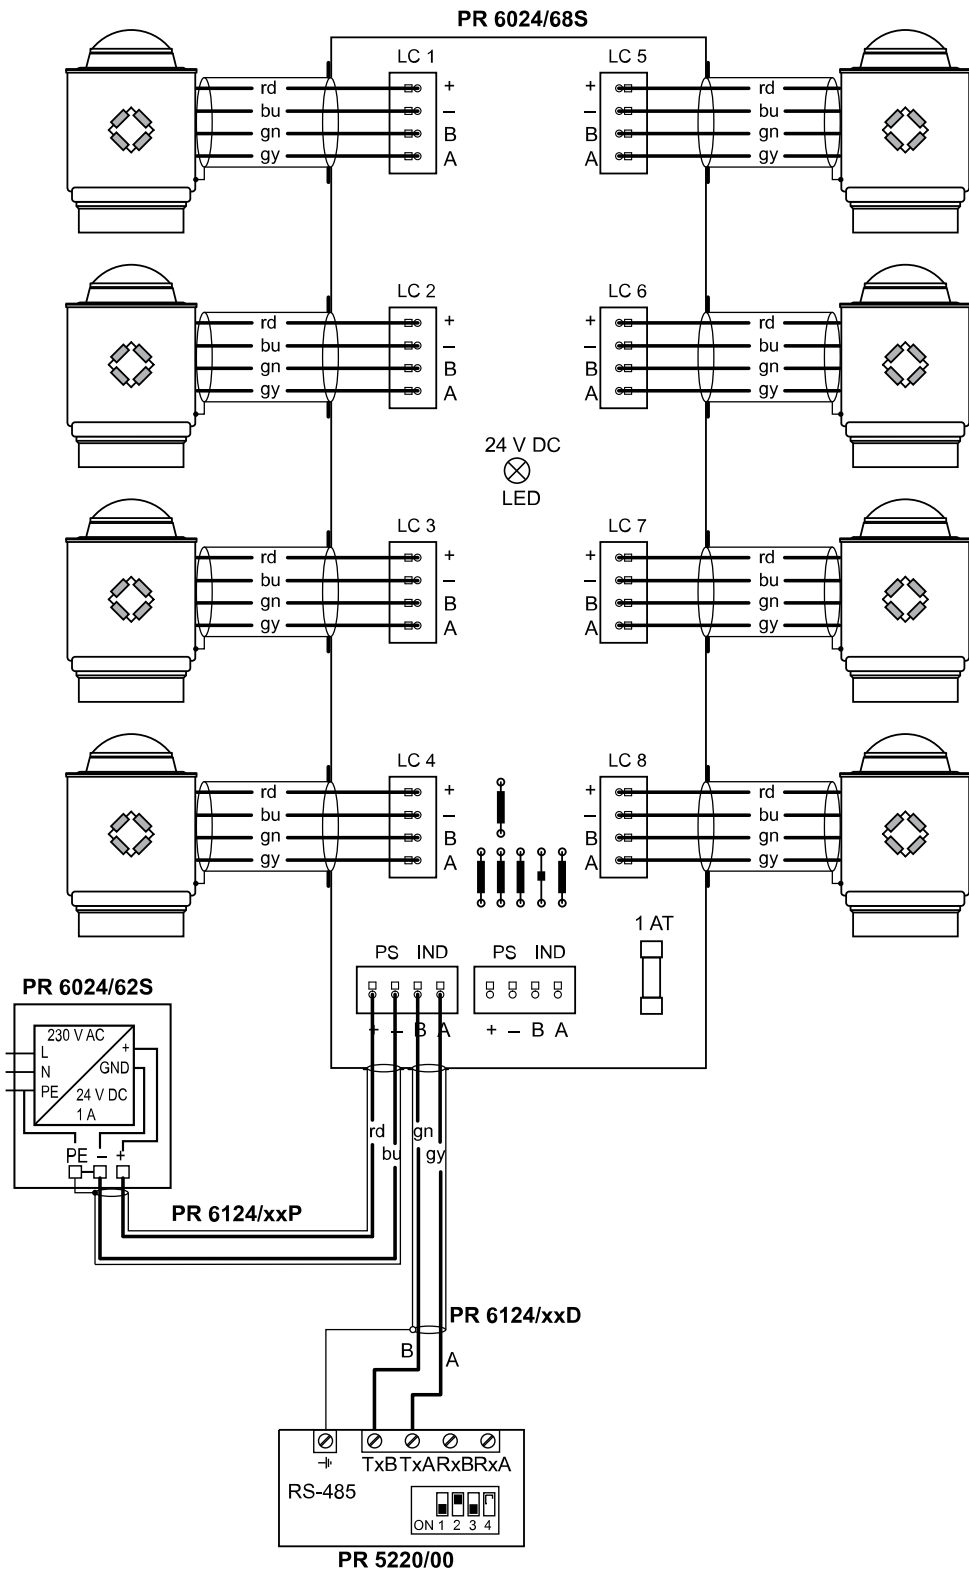 PR 6024/68S
LC 1
LC 5
rd + + rd
bu – – bu
gn B B gn
gy A A gy
LC 2
LC 6
rd + + rd
bu – – bu
gn B B gn
gy A A gy
24 V DC
LED
LC 3
LC 7
rd + + rd
bu – – bu
gn B B gn
gy A A gy
LC 4
LC 8
rd + + rd
bu – – bu
gn B B gn
gy A A gy
1 AT
PS IND
PS IND
+ – B A
+ – B A
PR 6024/62S
230 V AC
L +
N GND
PE 24 V DC
1 A
PE – +
rd gn
bu gy
PR 6124/xxP
PR 6124/xxD
B A
TxB TxA RxB RxA
RS-485
ON 1 2 3 4
PR 5220/00